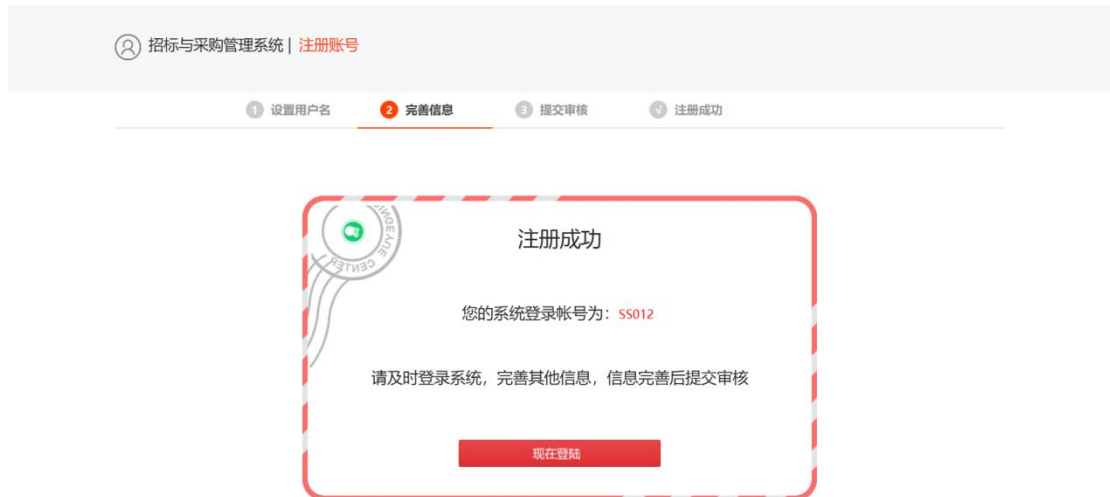 招标与采购管理系统 | 注册账号
1 设置用户名 2 完善信息 3 提交审核 √ 注册成功
INGEYUE CENTER
注册成功
您的系统登录帐号为：SS012
请及时登录系统，完善其他信息，信息完善后提交审核
现在登陆